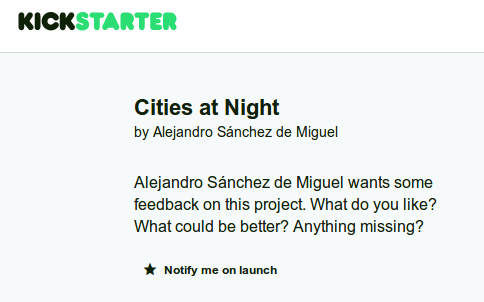 KICKSTARTER
Cities at Night
by Alejandro Sánchez de Miguel
Alejandro Sánchez de Miguel wants some
feedback on this project. What do you like?
What could be better? Anything missing?
★ Notify me on launch